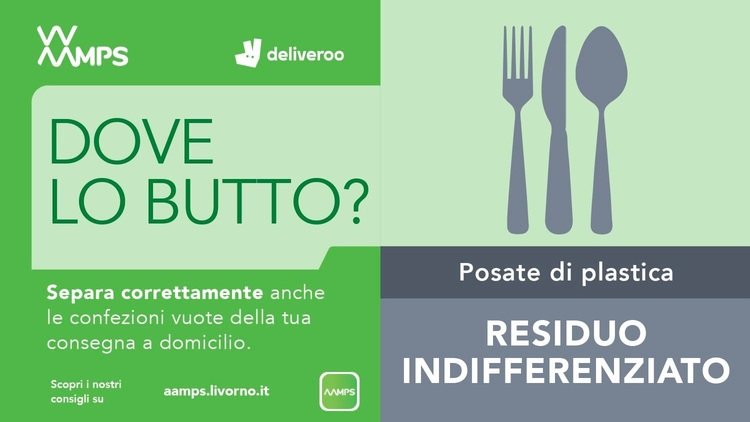 AAMPS
deliveroo
DOVE
LO BUTTO?
Separa correttamente anche
le confezioni vuote della tua
consegna a domicilio.
Scopri i nostri
consigli su
aamps.livorno.it
AAMPS
Posate di plastica
RESIDUO
INDIFFERENZIATO